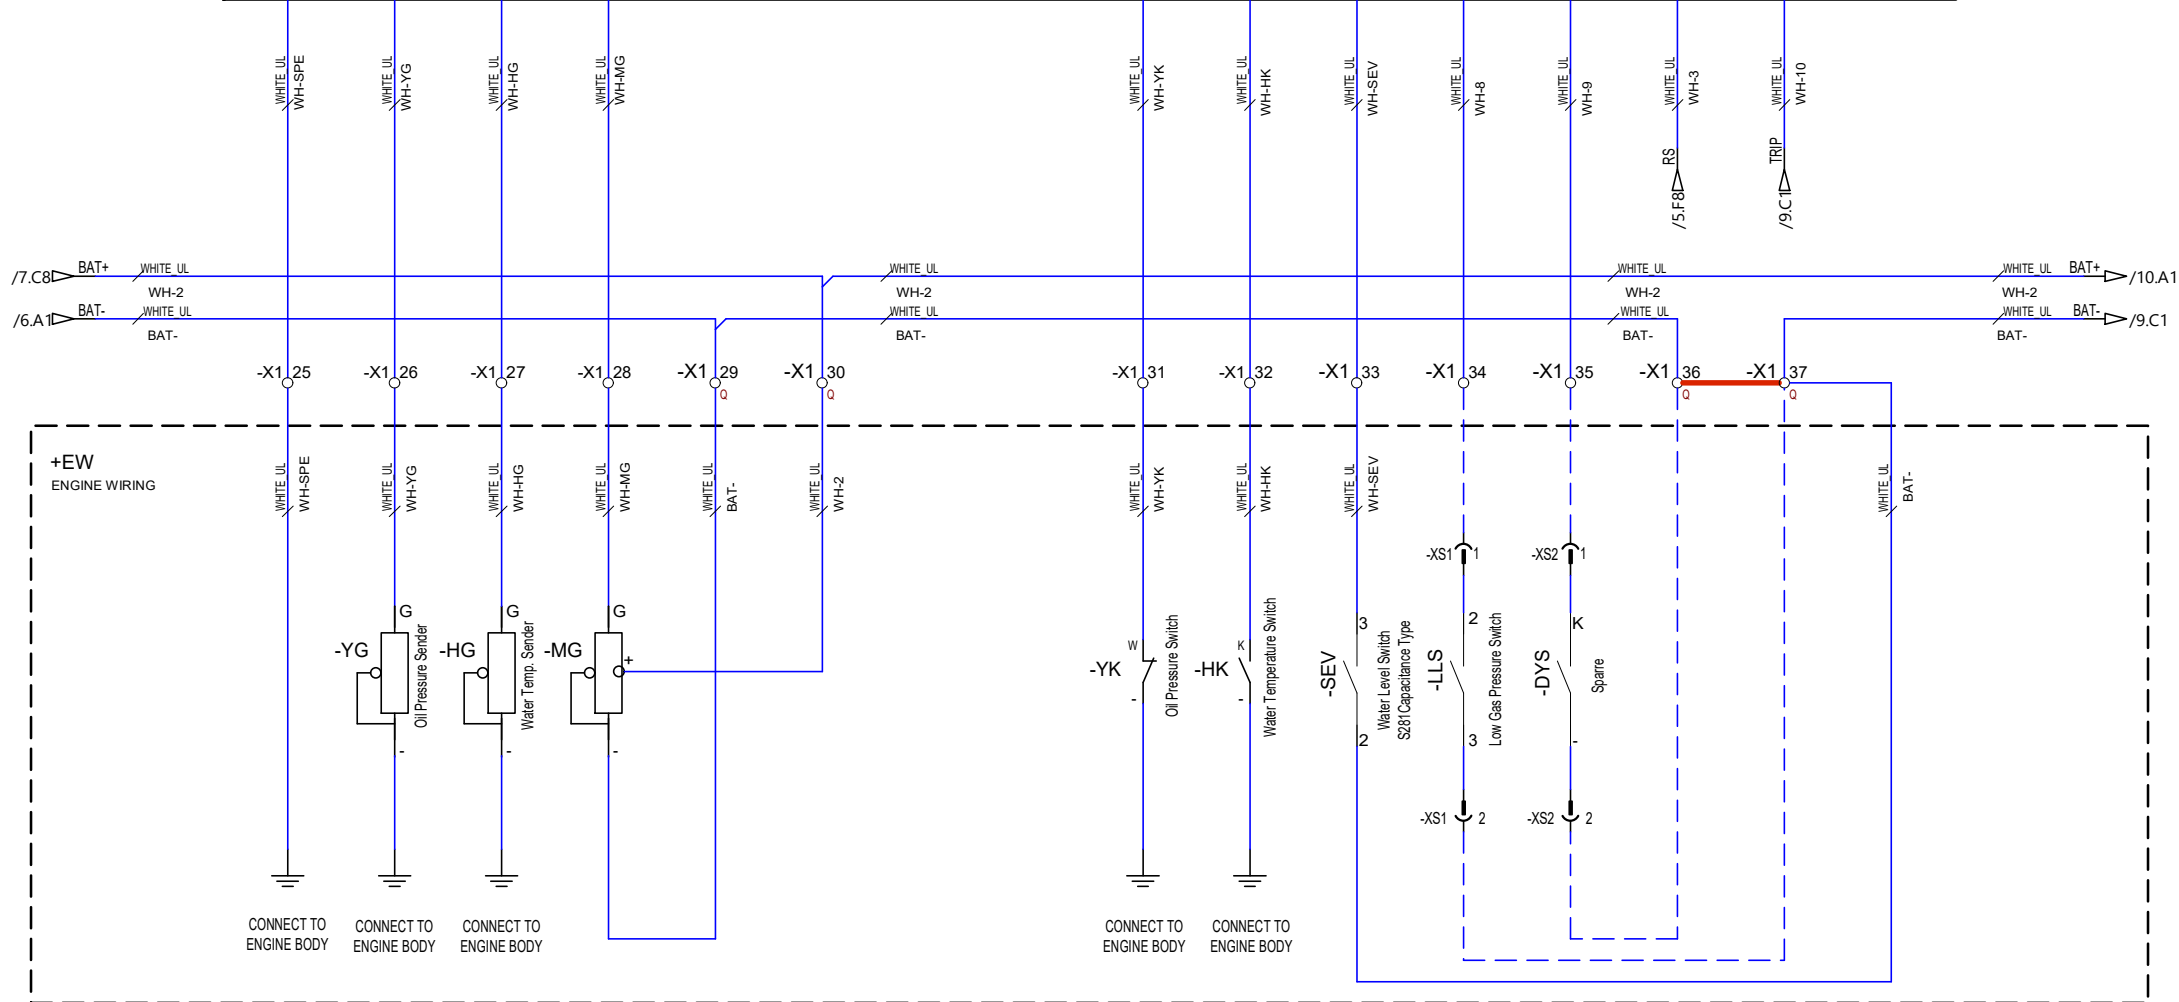 WHITE_UL
WH-SPE
WHITE_UL
WH-YG
WHITE_UL
WH-HG
WHITE_UL
WH-MG
WHITE_UL
WH-YK
WHITE_UL
WH-HK
WHITE_UL
WH-SEV
WHITE_UL
WH-8
WHITE_UL
WH-9
WHITE_UL
WH-3
WHITE_UL
WH-10
RS
/5.F8
TRIP
/9.C1
/7.C8
BAT+
WHITE_UL
WH-2
WHITE_UL
WH-2
WHITE_UL
WH-2
WHITE_UL
WH-2
BAT+
/10.A1
/6.A1
BAT-
WHITE_UL
BAT-
WHITE_UL
BAT-
WHITE_UL
BAT-
WHITE_UL
BAT-
BAT-
/9.C1
-X1 25
-X1 26
-X1 27
-X1 28
-X1 29
Q
-X1 30
Q
-X1 31
-X1 32
-X1 33
-X1 34
-X1 35
-X1 36
Q
-X1 37
Q
+EW
ENGINE WIRING
WHITE_UL
WH-SPE
WHITE_UL
WH-YG
WHITE_UL
WH-HG
WHITE_UL
WH-MG
WHITE_UL
BAT-
WHITE_UL
WH-2
WHITE_UL
WH-YK
WHITE_UL
WH-HK
WHITE_UL
WH-SEV
WHITE_UL
BAT-
-XS1 1
-XS2 1
G
-YG
Oil Pressure Sender
-
G
-HG
Water Temp. Sender
-
G
-MG
+
-
W
-YK
-
Oil Pressure Switch
K
-HK
-
Water Temperature Switch
3
-SEV
2
Water Level Switch
S281Capacitance Type
2
-LLS
3
Low Gas Pressure Switch
K
-DYS
-
Sparre
-XS1 2
-XS2 2
CONNECT TO
ENGINE BODY
CONNECT TO
ENGINE BODY
CONNECT TO
ENGINE BODY
CONNECT TO
ENGINE BODY
CONNECT TO
ENGINE BODY